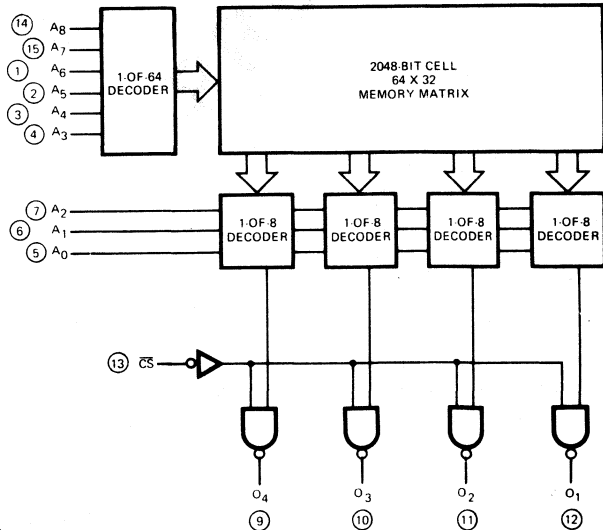 14 A8
15 A7
1 A6
2 A5
3 A4
4 A3
1-OF-64
DECODER
2048-BIT CELL
64 X 32
MEMORY MATRIX
7 A2
6 A1
5 A0
1-OF-8
DECODER
1-OF-8
DECODER
1-OF-8
DECODER
1-OF-8
DECODER
13 C̅S̅
O4
O3
O2
O1
9
10
11
12